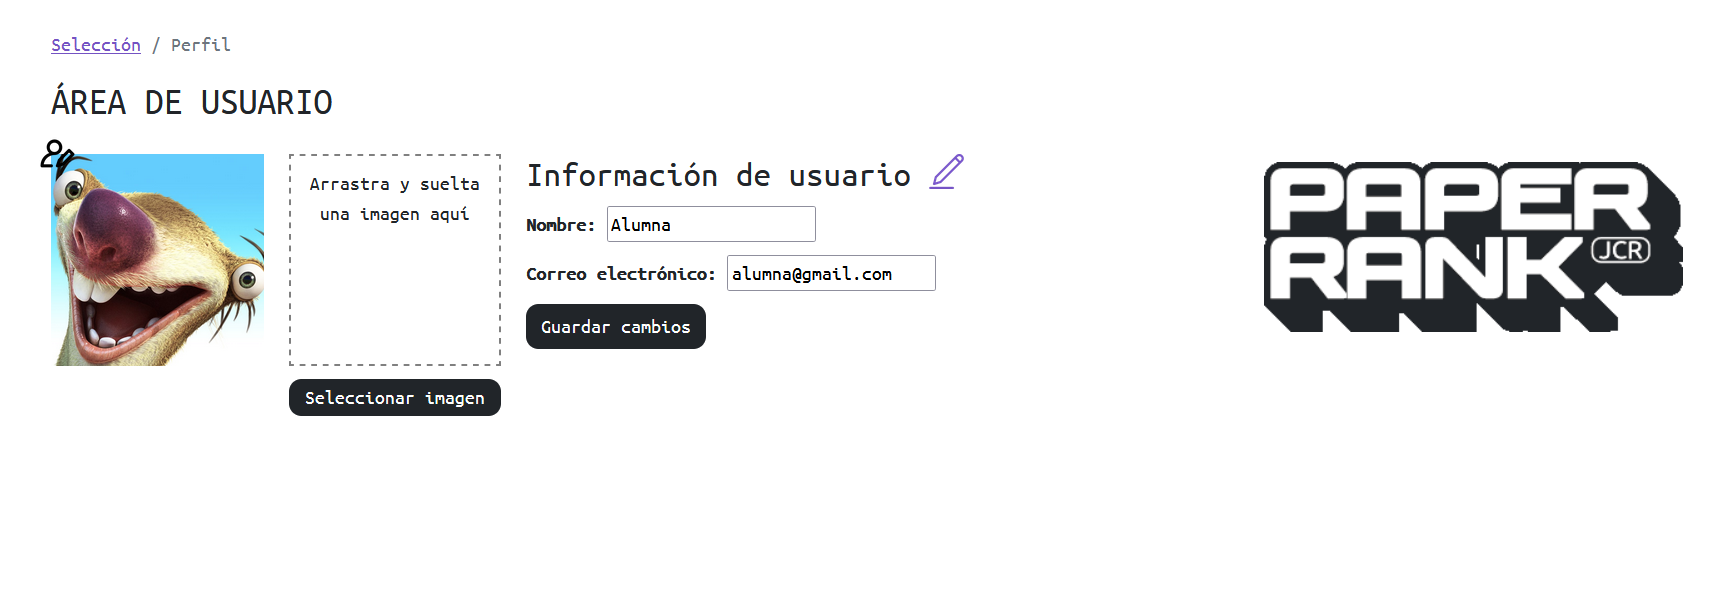 Selección / Perfil
ÁREA DE USUARIO
Arrastra y suelta
una imagen aquí
Seleccionar imagen
Información de usuario
Nombre: Alumna
Correo electrónico: alumna@gmail.com
Guardar cambios
PAPER
RANK JCR